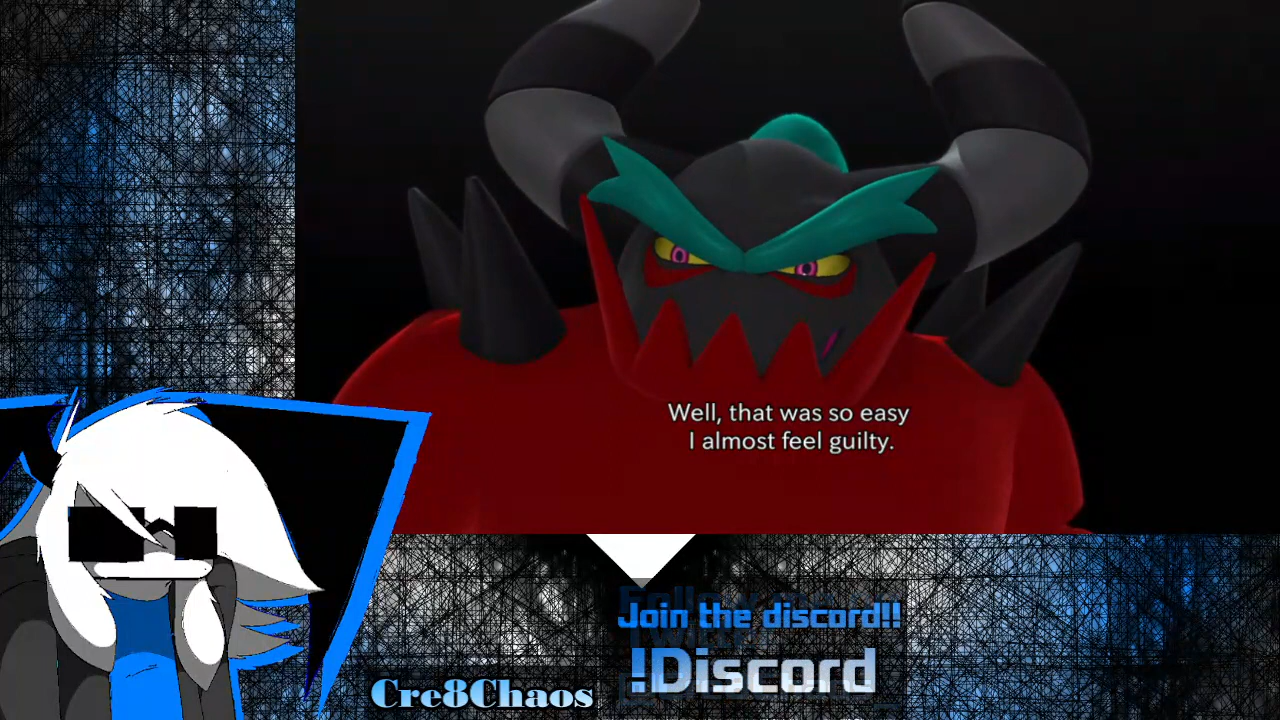 Well, that was so easy
I almost feel guilty.
Join the discord!!
!Discord
Cre8Chaos